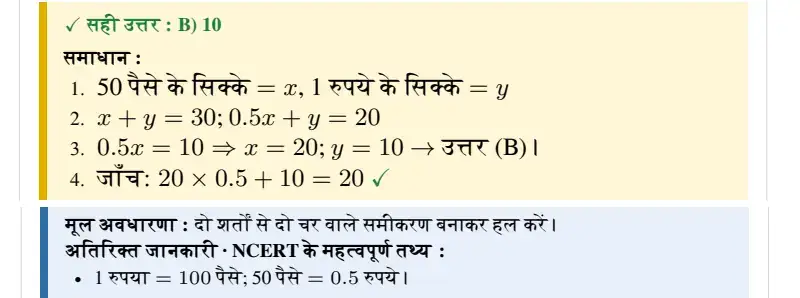 ✓ सही उत्तर : B) 10
समाधान :
1. 50 पैसे के सिक्के = x, 1 रुपये के सिक्के = y
2. x + y = 30; 0.5x + y = 20
3. 0.5x = 10 ⇒ x = 20; y = 10 → उत्तर (B)।
4. जाँच: 20 × 0.5 + 10 = 20 ✓
मूल अवधारणा : दो शर्तों से दो चर वाले समीकरण बनाकर हल करें।
अतिरिक्त जानकारी · NCERT के महत्वपूर्ण तथ्य :
• 1 रुपया = 100 पैसे; 50 पैसे = 0.5 रुपये।